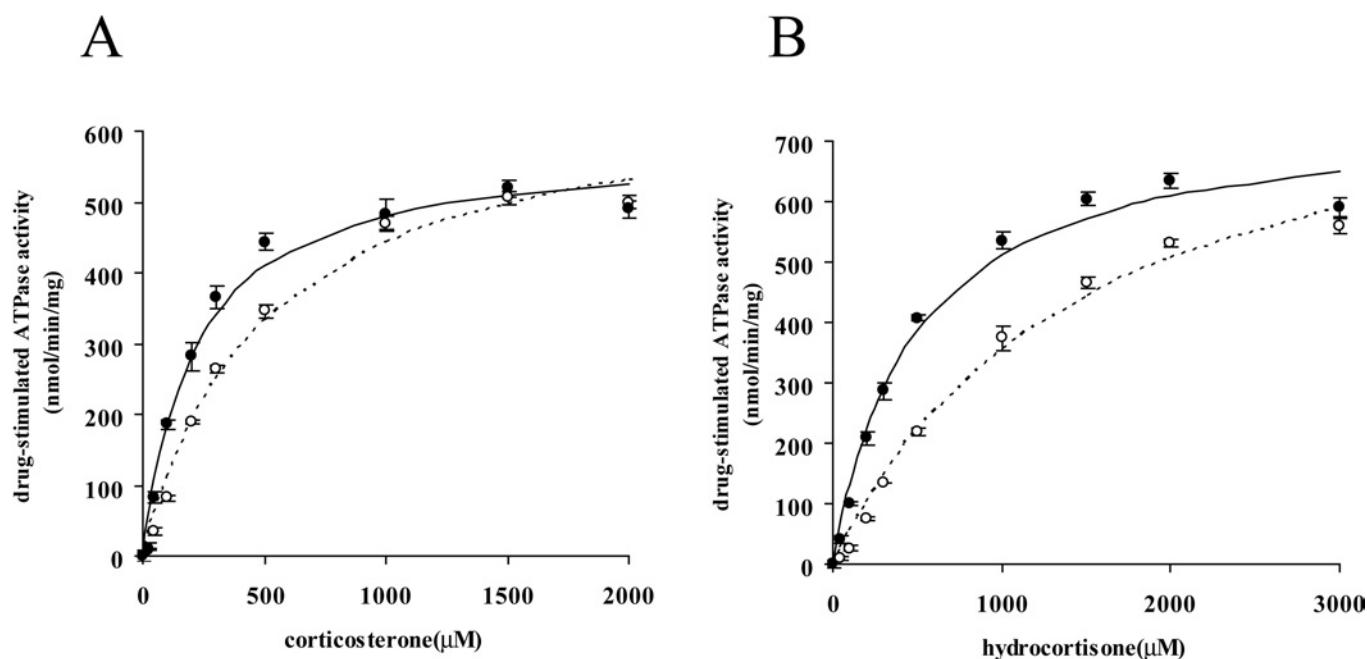 A
drug-stimulated ATPase activity
(nmol/min/mg)
600
500
400
300
200
100
0
0 500 1000 1500 2000
corticosterone(μM)
B
drug-stimulated ATPase activity
(nmol/min/mg)
700
600
500
400
300
200
100
0
0 1000 2000 3000
hydrocortisone(μM)